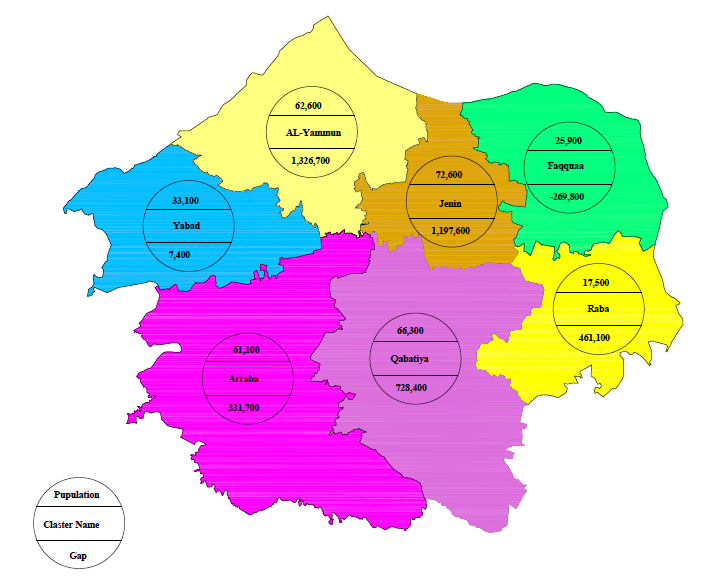 62,600
AL-Yammun
1,326,700
25,900
Faqquaa
-269,800
72,600
Jenin
1,197,600
33,100
Yabad
7,400
17,500
Raba
461,100
66,300
Qabatiya
728,400
61,100
Arraba
331,700
Pupulation
Claster Name
Gap